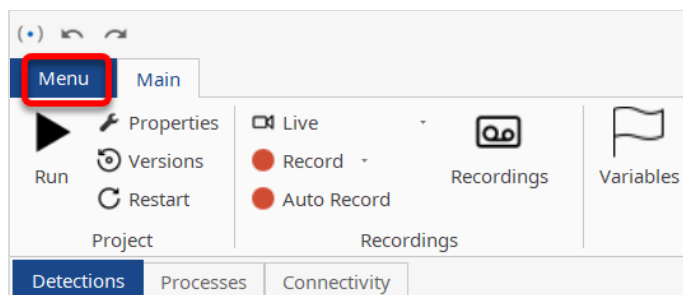 Menu Main
Properties Live
Versions Record Recordings Variables
Run Restart Auto Record
Project Recordings
Detections Processes Connectivity